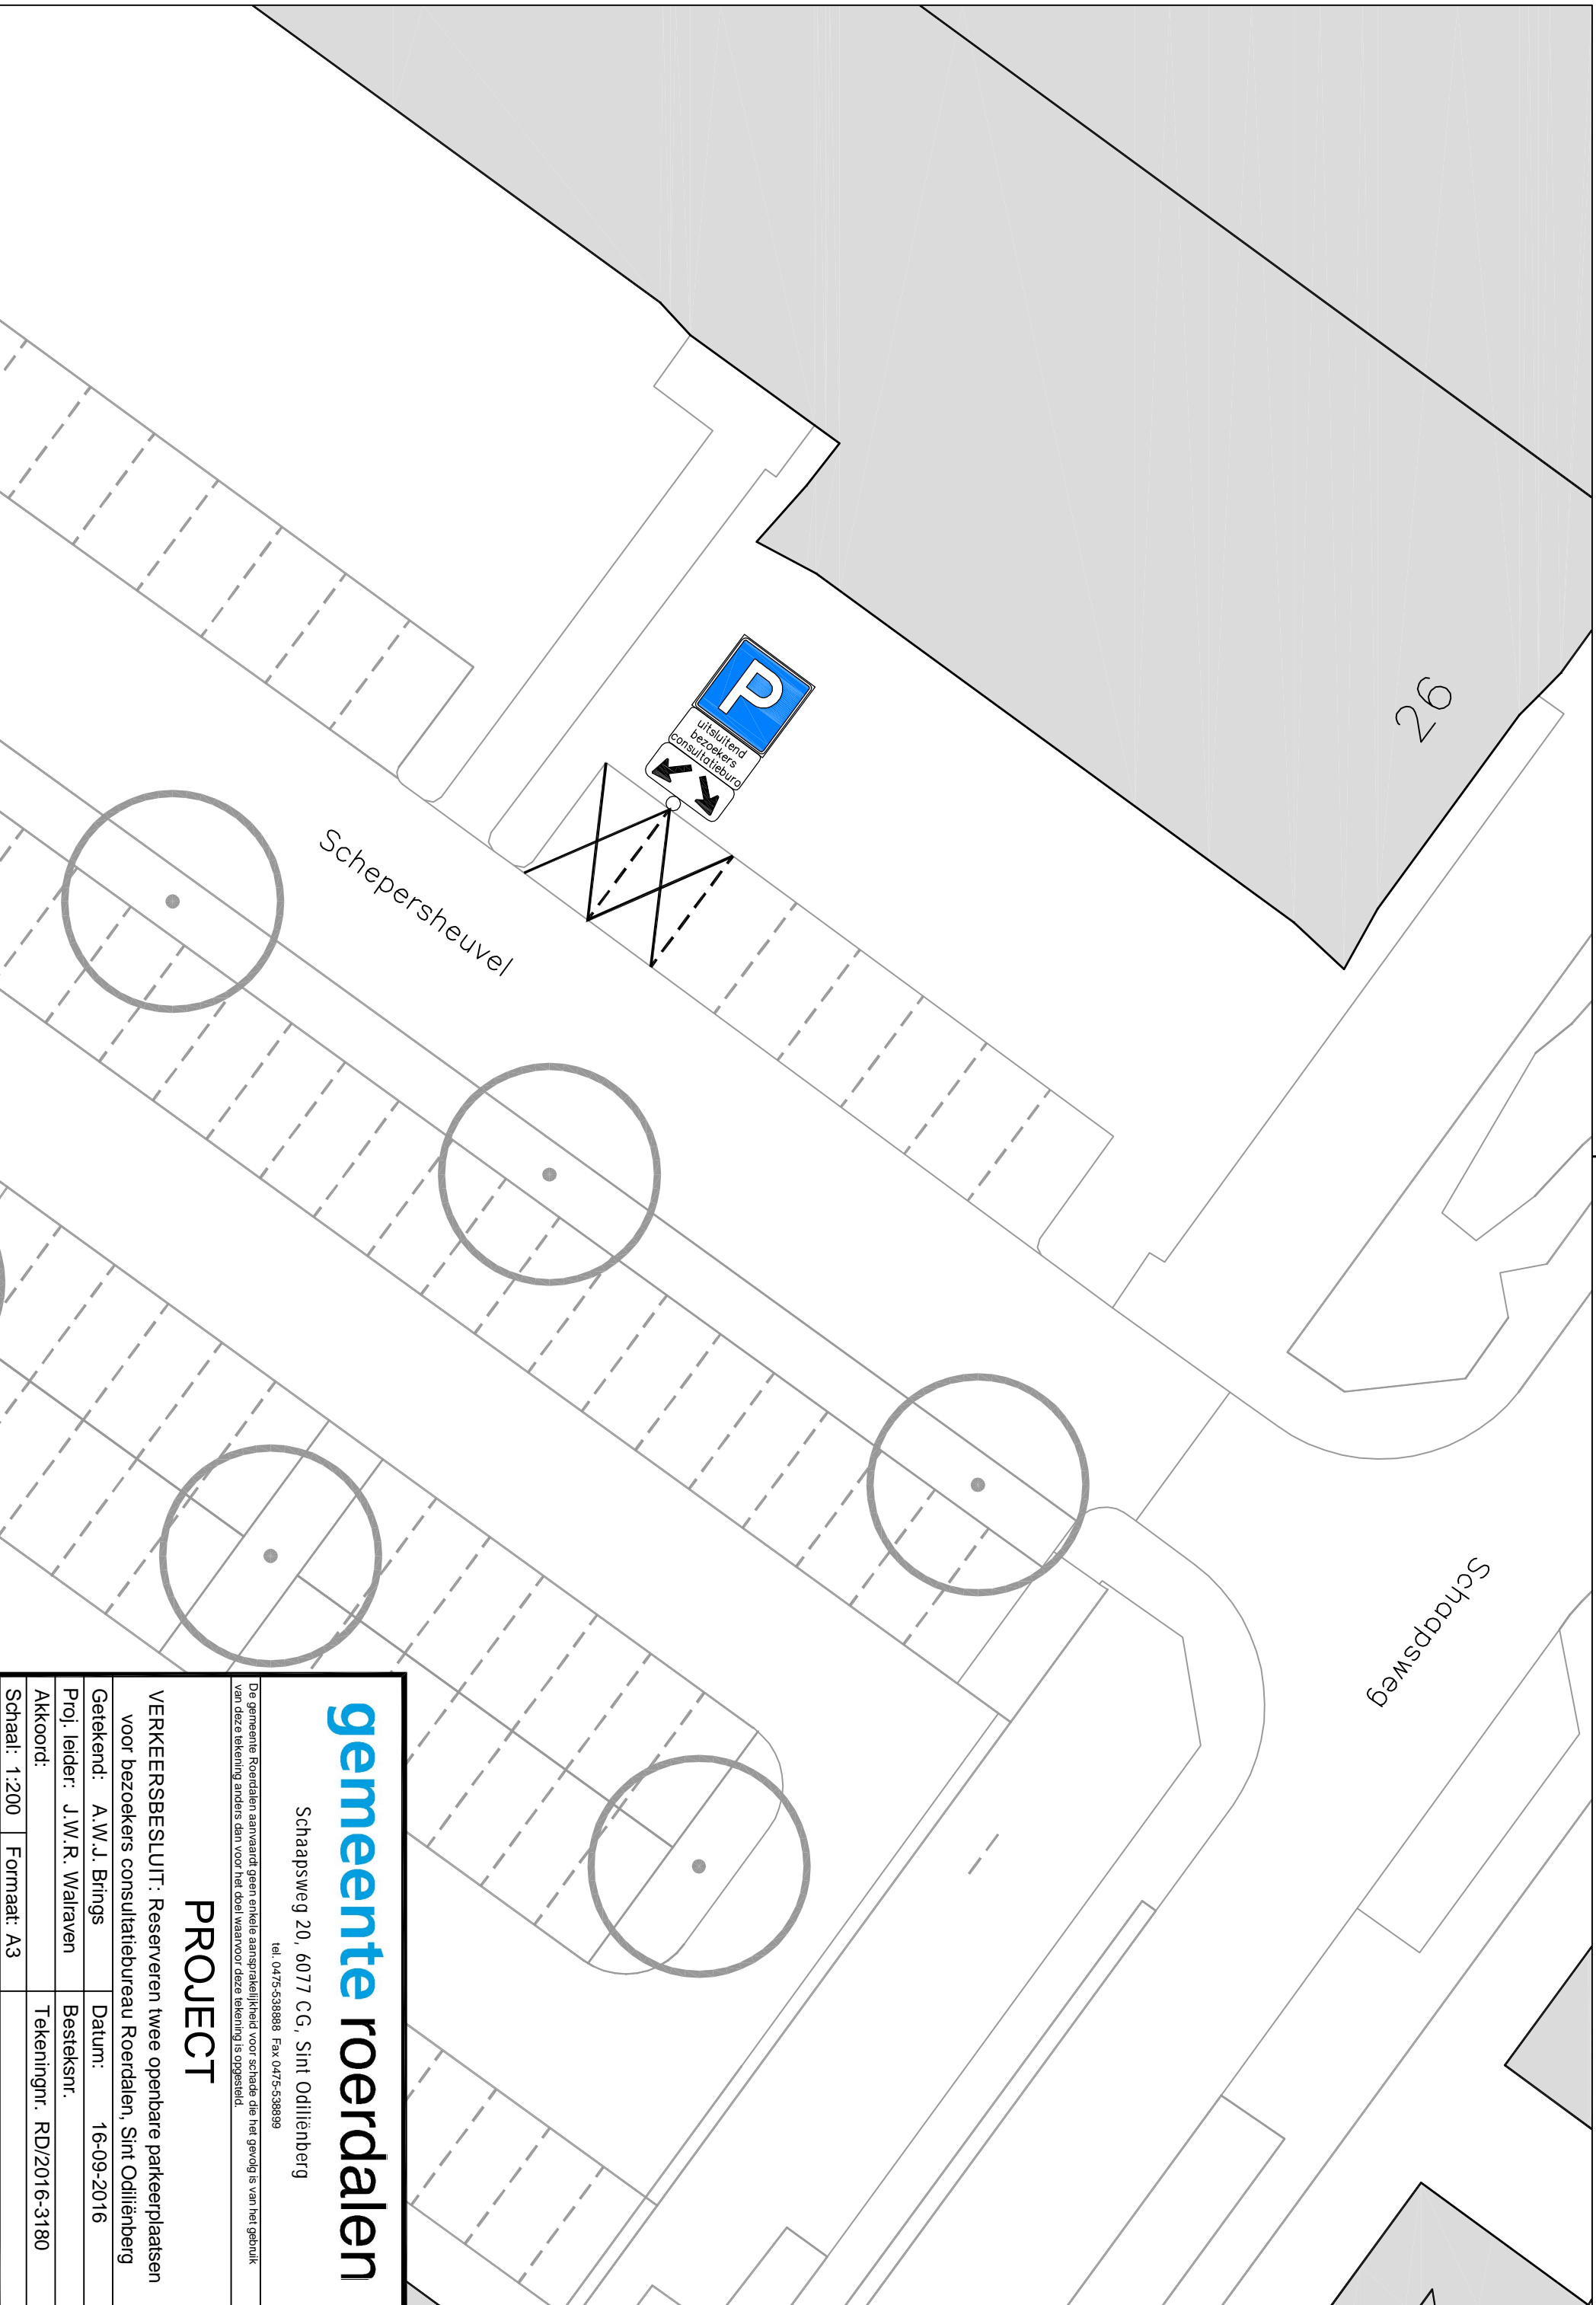 26
P
uitsluitend
bezoekers
consultatieburo
Schepersheuvel
Schaapsweg
gemeente roerdalen
Schaapsweg 20, 6077 CG, Sint Odiliënberg
tel. 0475-538888 Fax 0475-538899
De gemeente Roerdalen aanvaardt geen enkele aansprakelijkheid voor schade die het gevolg is van het gebruik
van deze tekening anders dan voor het doel waarvoor deze tekening is opgesteld.
PROJECT
VERKEERSBESLUIT: Reserveren twee openbare parkeerplaatsen
voor bezoekers consultatiebureau Roerdalen, Sint Odiliënberg
Getekend: A.W.J. Brings Datum: 16-09-2016
Proj. leider: J.W.R. Walraven Besteksnr.
Akkoord: Tekeningnr. RD/2016-3180
Schaal: 1:200 Formaat: A3